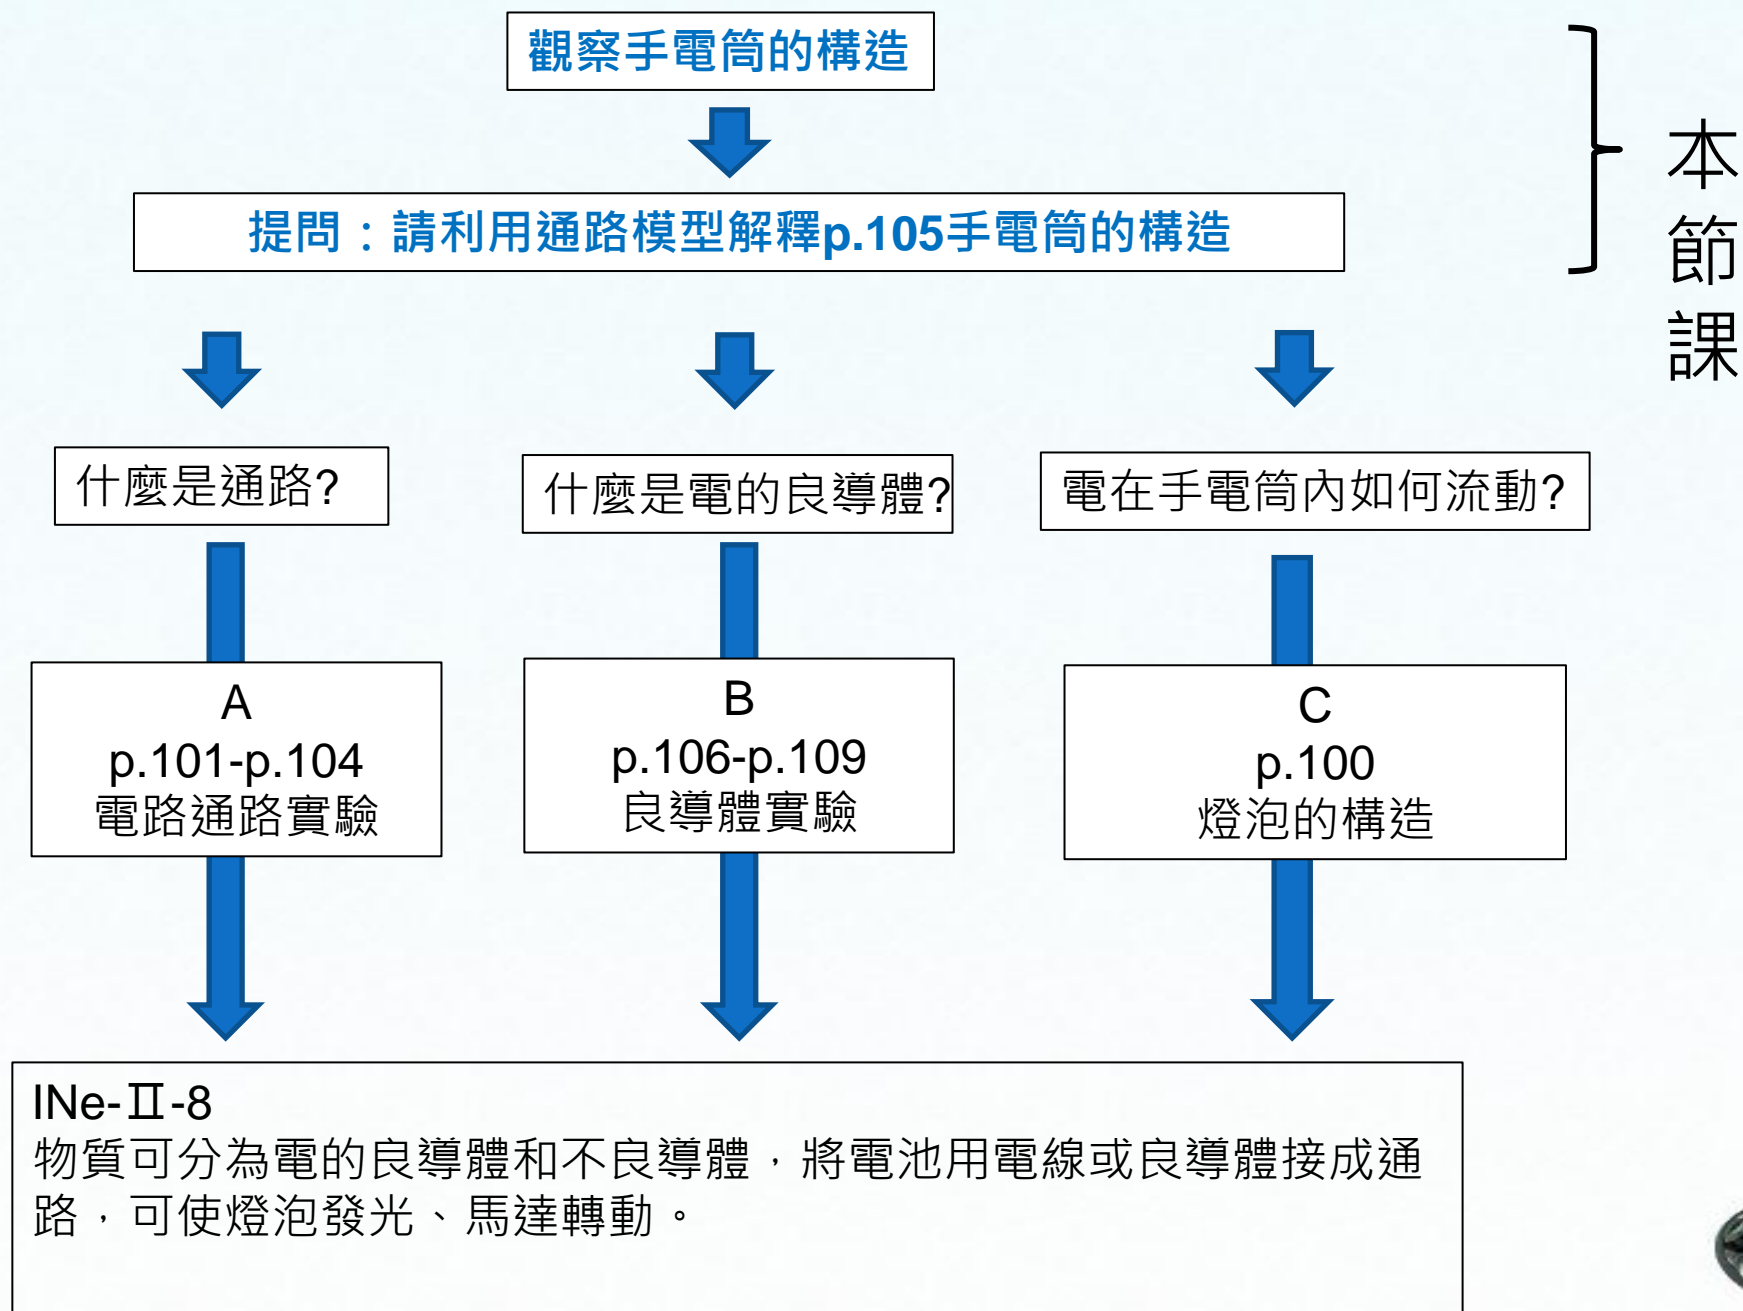 觀察手電筒的構造
提問：請利用通路模型解釋p.105手電筒的構造
本
節
課
什麼是通路?
什麼是電的良導體?
電在手電筒內如何流動?
A
p.101-p.104
電路通路實驗
B
p.106-p.109
良導體實驗
C
p.100
燈泡的構造
INe-Ⅱ-8
物質可分為電的良導體和不良導體，將電池用電線或良導體接成通
路，可使燈泡發光、馬達轉動。